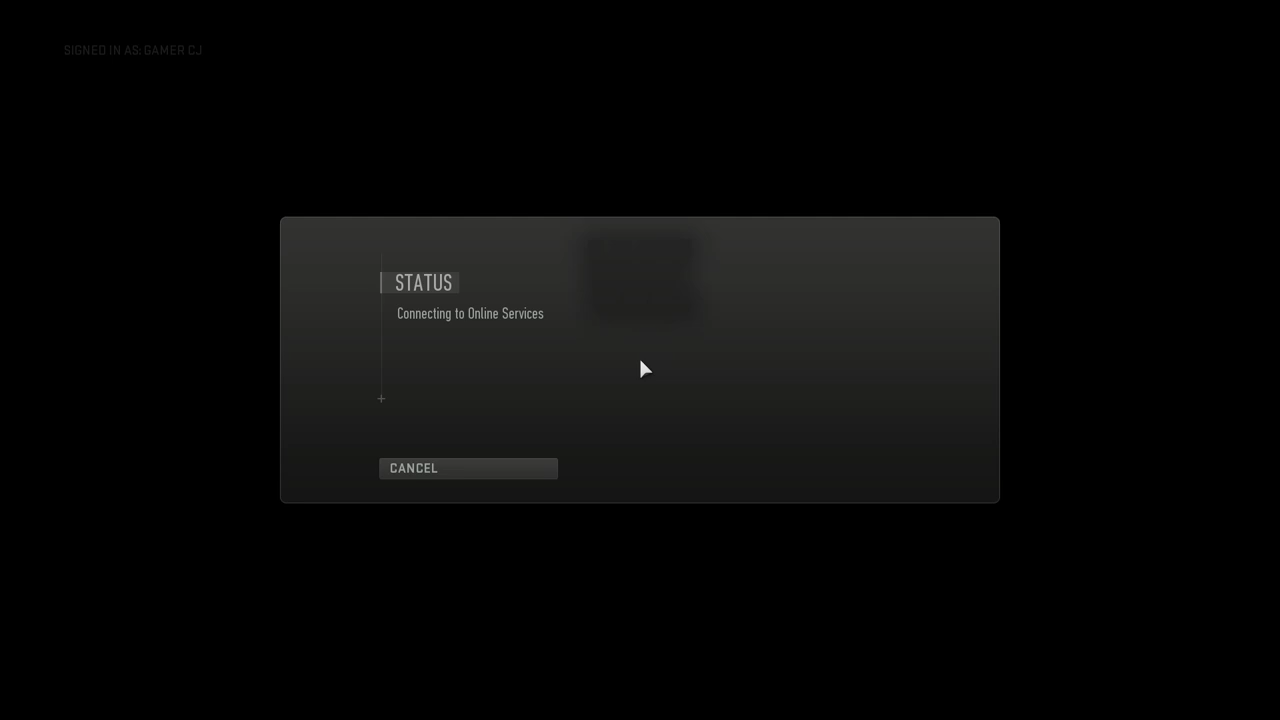 SIGNED IN AS: GAMER CJ
STATUS
Connecting to Online Services
CANCEL